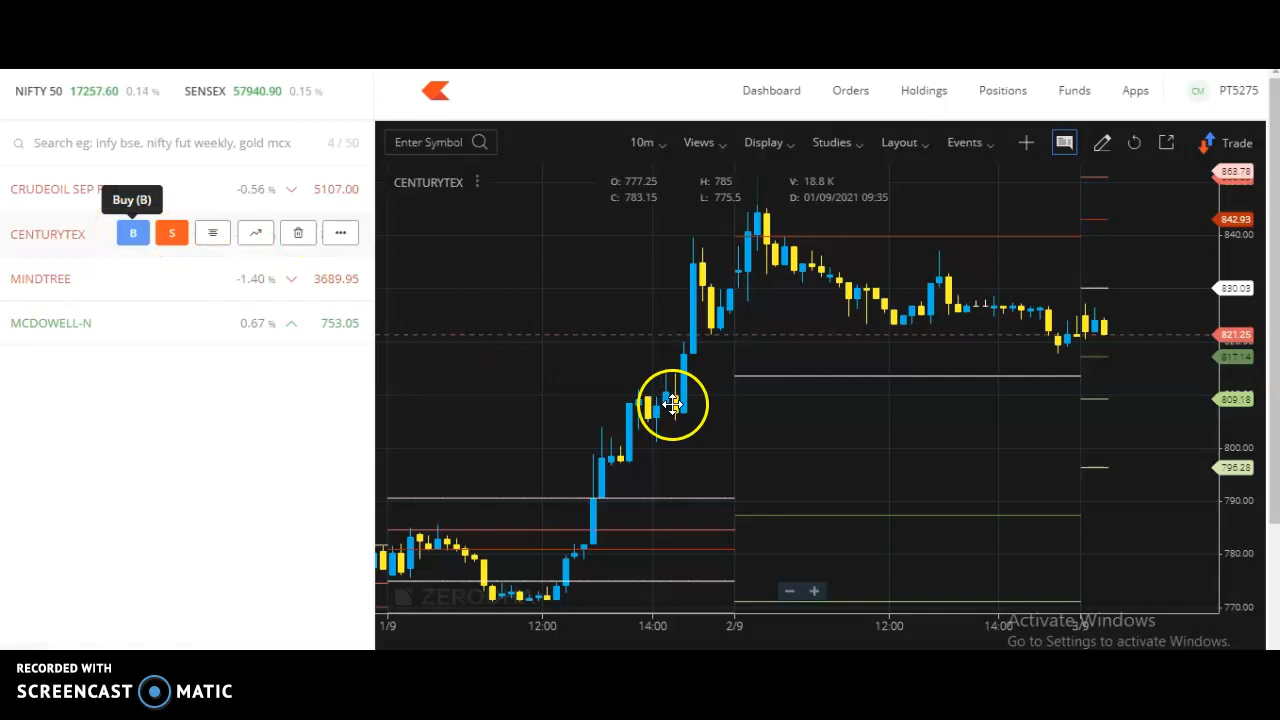 NIFTY 50 17257.60 0.14 % SENSEX 57940.90 0.15 %
Dashboard Orders Holdings Positions Funds Apps CM PT5275
Search eg: infy bse, nifty fut weekly, gold mcx 4 / 50
CRUDEOIL SEP -0.56 % 5107.00
Buy (B)
CENTURYTEX B S
MINDTREE -1.40 % 3689.95
MCDOWELL-N 0.67 % 753.05
Enter Symbol 10m Views Display Studies Layout Events Trade
CENTURYTEX O: 777.25 H: 785 V: 18.8 K
C: 783.15 L: 775.5 D: 01/09/2021 09:35
863.78
842.93
840.00
830.03
821.25
817.14
809.18
800.00
796.28
790.00
780.00
770.00
ZERODHA
1/9 12:00 14:00 2/9 12:00 14:00 3/9
Activate Windows
Go to Settings to activate Windows.
RECORDED WITH
SCREENCAST MATIC